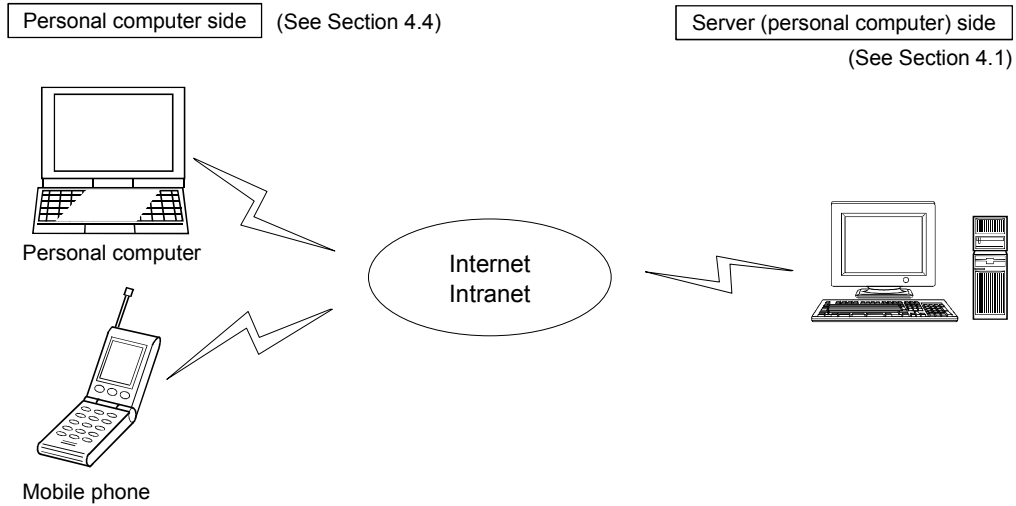 Personal computer side (See Section 4.4)
Server (personal computer) side
(See Section 4.1)
Personal computer
Internet
Intranet
Mobile phone